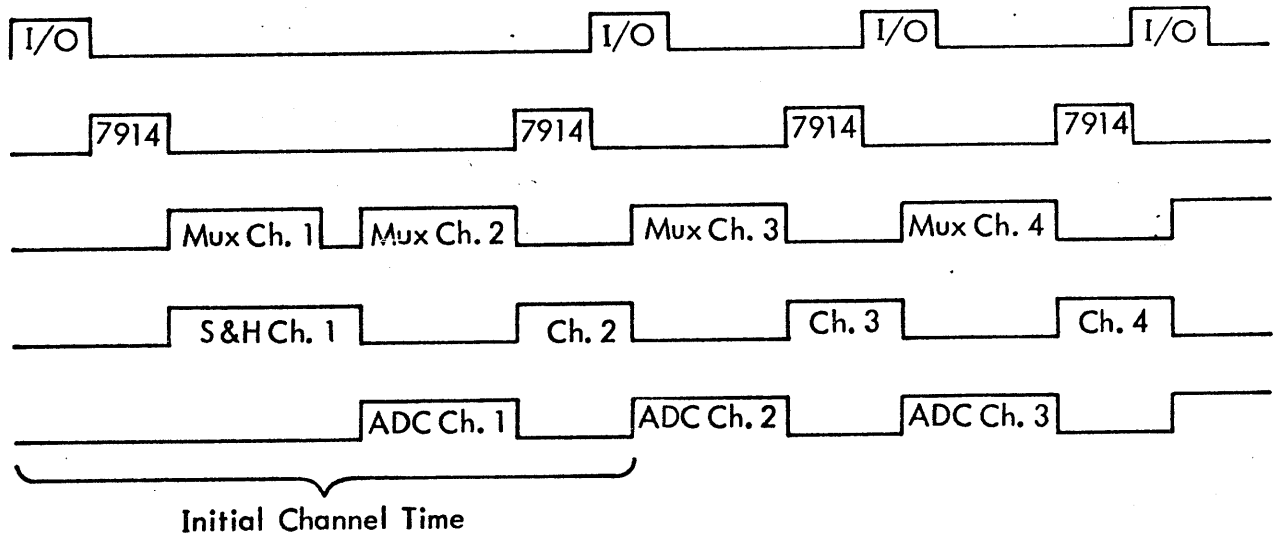 I/O I/O I/O I/O
7914 7914 7914 7914
Mux Ch. 1 Mux Ch. 2 Mux Ch. 3 Mux Ch. 4
S&H Ch. 1 Ch. 2 Ch. 3 Ch. 4
ADC Ch. 1 ADC Ch. 2 ADC Ch. 3
Initial Channel Time